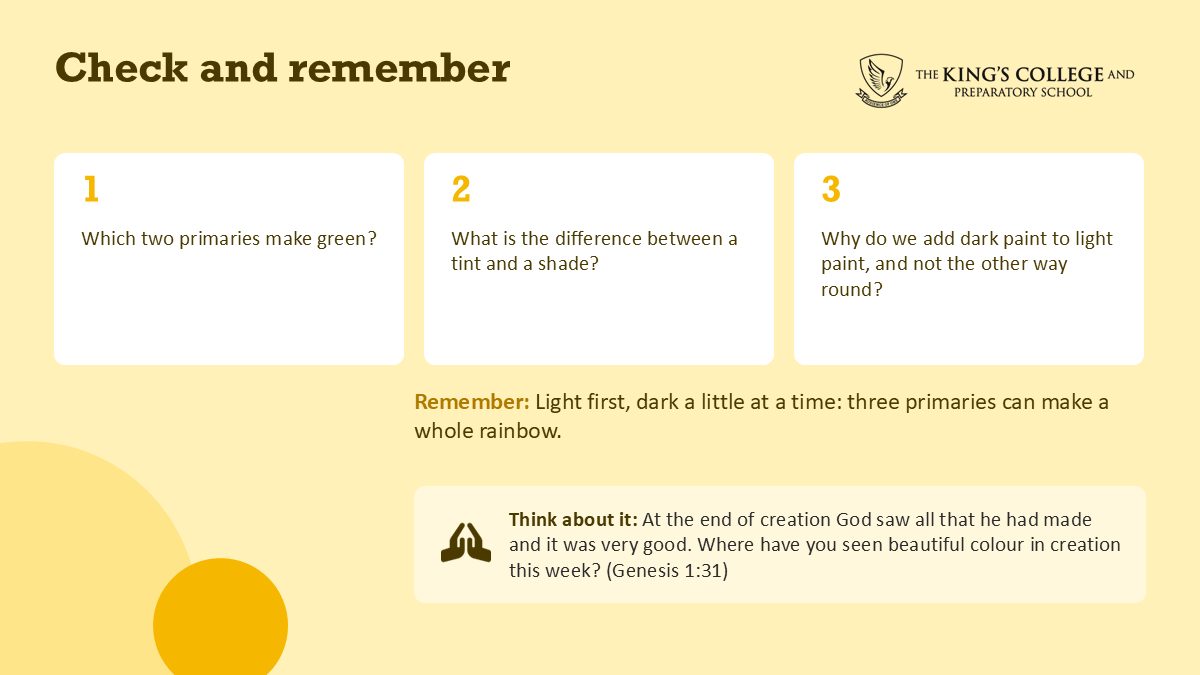 Check and remember
THE KING'S COLLEGE AND
PREPARATORY SCHOOL
1
Which two primaries make green?
2
What is the difference between a
tint and a shade?
3
Why do we add dark paint to light
paint, and not the other way
round?
Remember: Light first, dark a little at a time: three primaries can make a
whole rainbow.
Think about it: At the end of creation God saw all that he had made
and it was very good. Where have you seen beautiful colour in creation
this week? (Genesis 1:31)